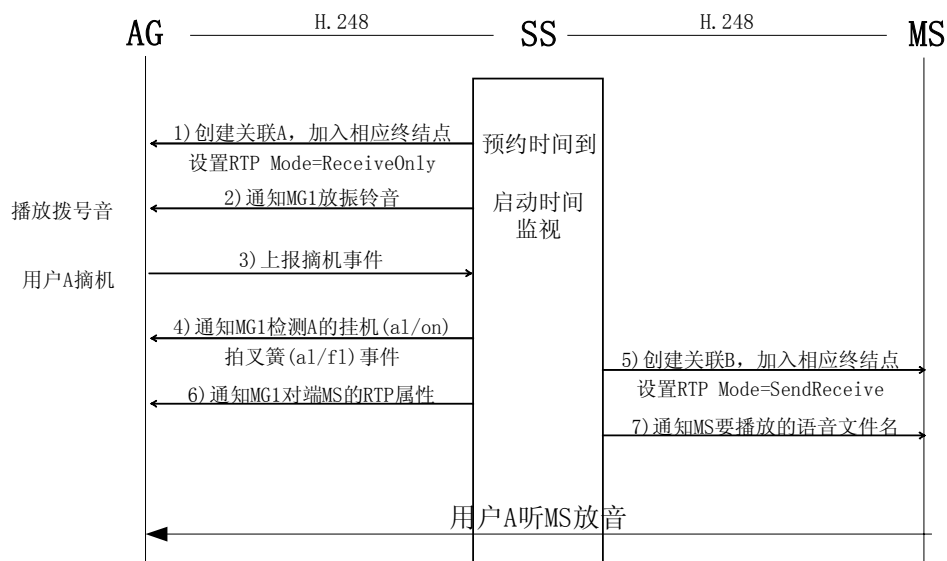 H.248
H.248
AG
SS
MS
1)创建关联A，加入相应终结点
设置RTP Mode=ReceiveOnly
预约时间到
2)通知MG1放振铃音
播放拨号音
启动时间
监视
3)上报摘机事件
用户A摘机
4)通知MG1检测A的挂机(al/on)
拍叉簧(al/fl)事件
5)创建关联B，加入相应终结点
设置RTP Mode=SendReceive
6)通知MG1对端MS的RTP属性
7)通知MS要播放的语音文件名
用户A听MS放音